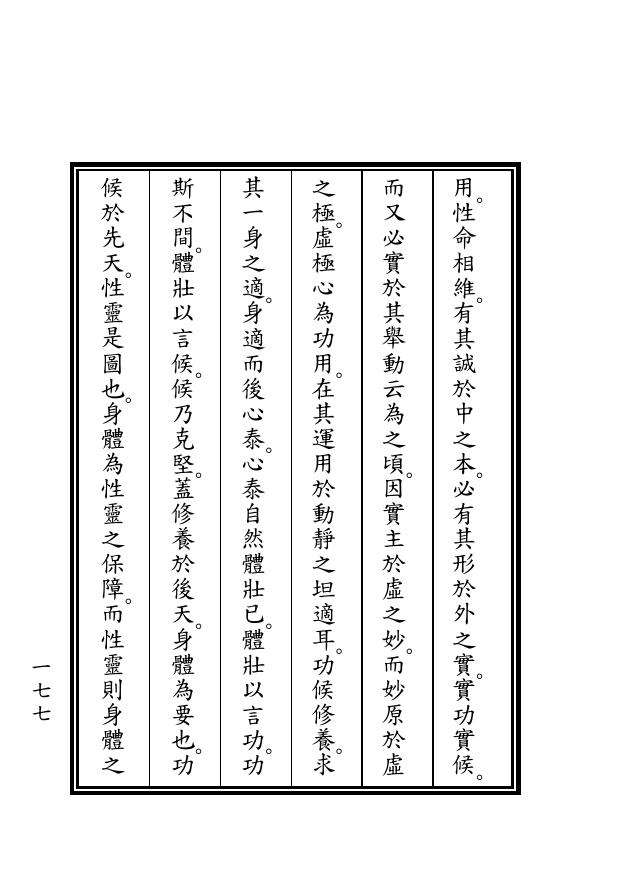 用。性命相維。有其誠於中之本。必有其形於外之實。實功實候。
而又必實於其舉動云為之頃。因實主於虛之妙。而妙原於虛
之極。虛極心為功用。在其運用於動靜之坦適耳。功候修養。求
其一身之適。身適而後心泰。心泰自然體壯已。體壯以言功。功
斯不間。體壯以言候。候乃克堅。蓋修養於後天。身體為要也。功
候於先天。性靈是圖也。身體為性靈之保障。而性靈則身體之
一七七